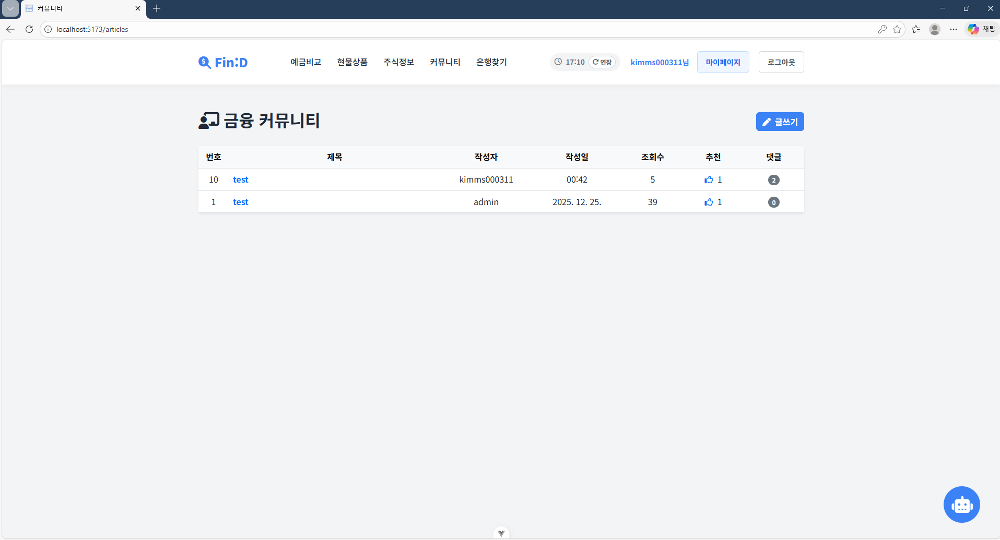 커뮤니티
localhost:5173/articles
채팅
Fin:D 예금비교 현물상품 주식정보 커뮤니티 은행찾기 17:10 연장 kimms000311님 마이페이지 로그아웃
금융 커뮤니티 글쓰기
번호 제목 작성자 작성일 조회수 추천 댓글
10 test kimms000311 00:42 5 1 2
1 test admin 2025. 12. 25. 39 1 0